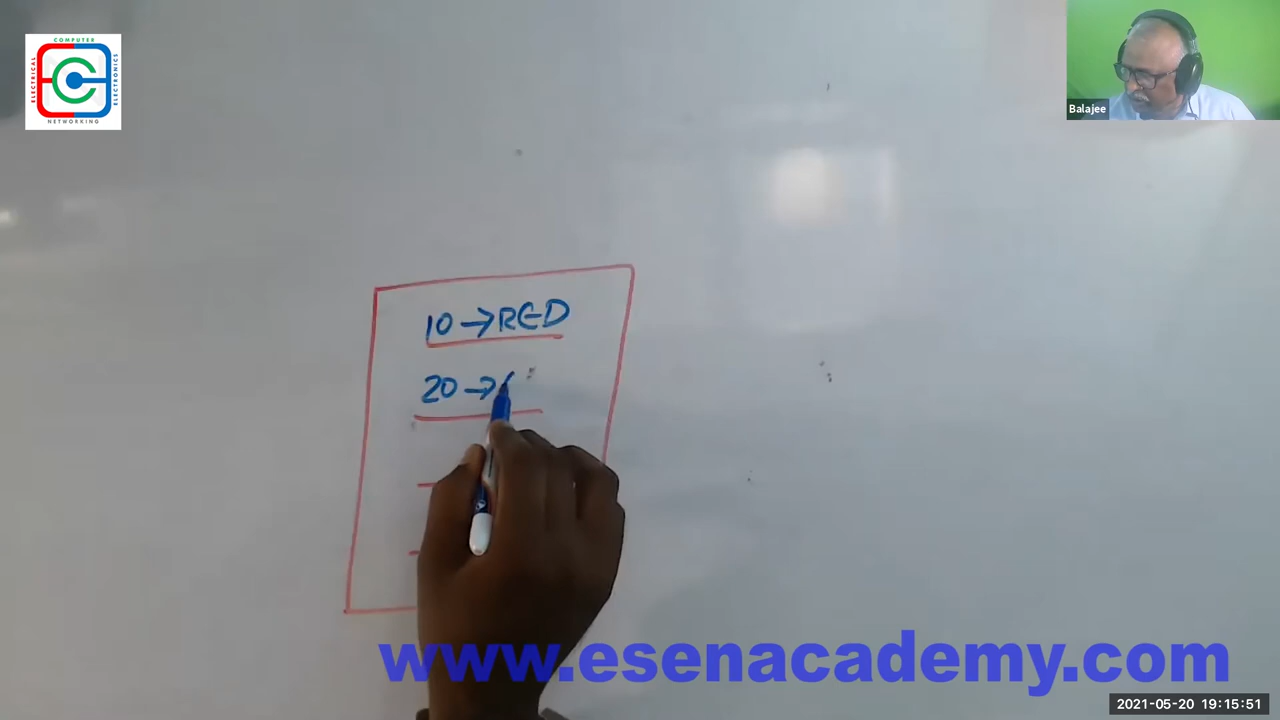 COMPUTER
ELECTRICAL
ELECTRONICS
NETWORKING
Balajee
10 → RED
20 →
www.esenacademy.com
2021-05-20 19:15:51